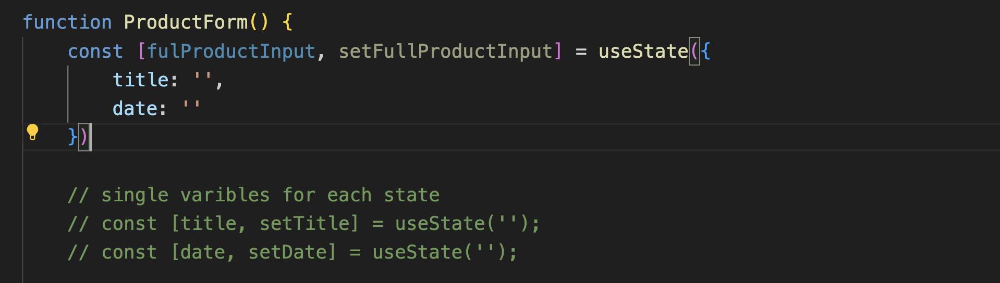 function ProductForm() {
const [fulProductInput, setFullProductInput] = useState({
title: '',
date: ''
})
// single varibles for each state
// const [title, setTitle] = useState('');
// const [date, setDate] = useState('');